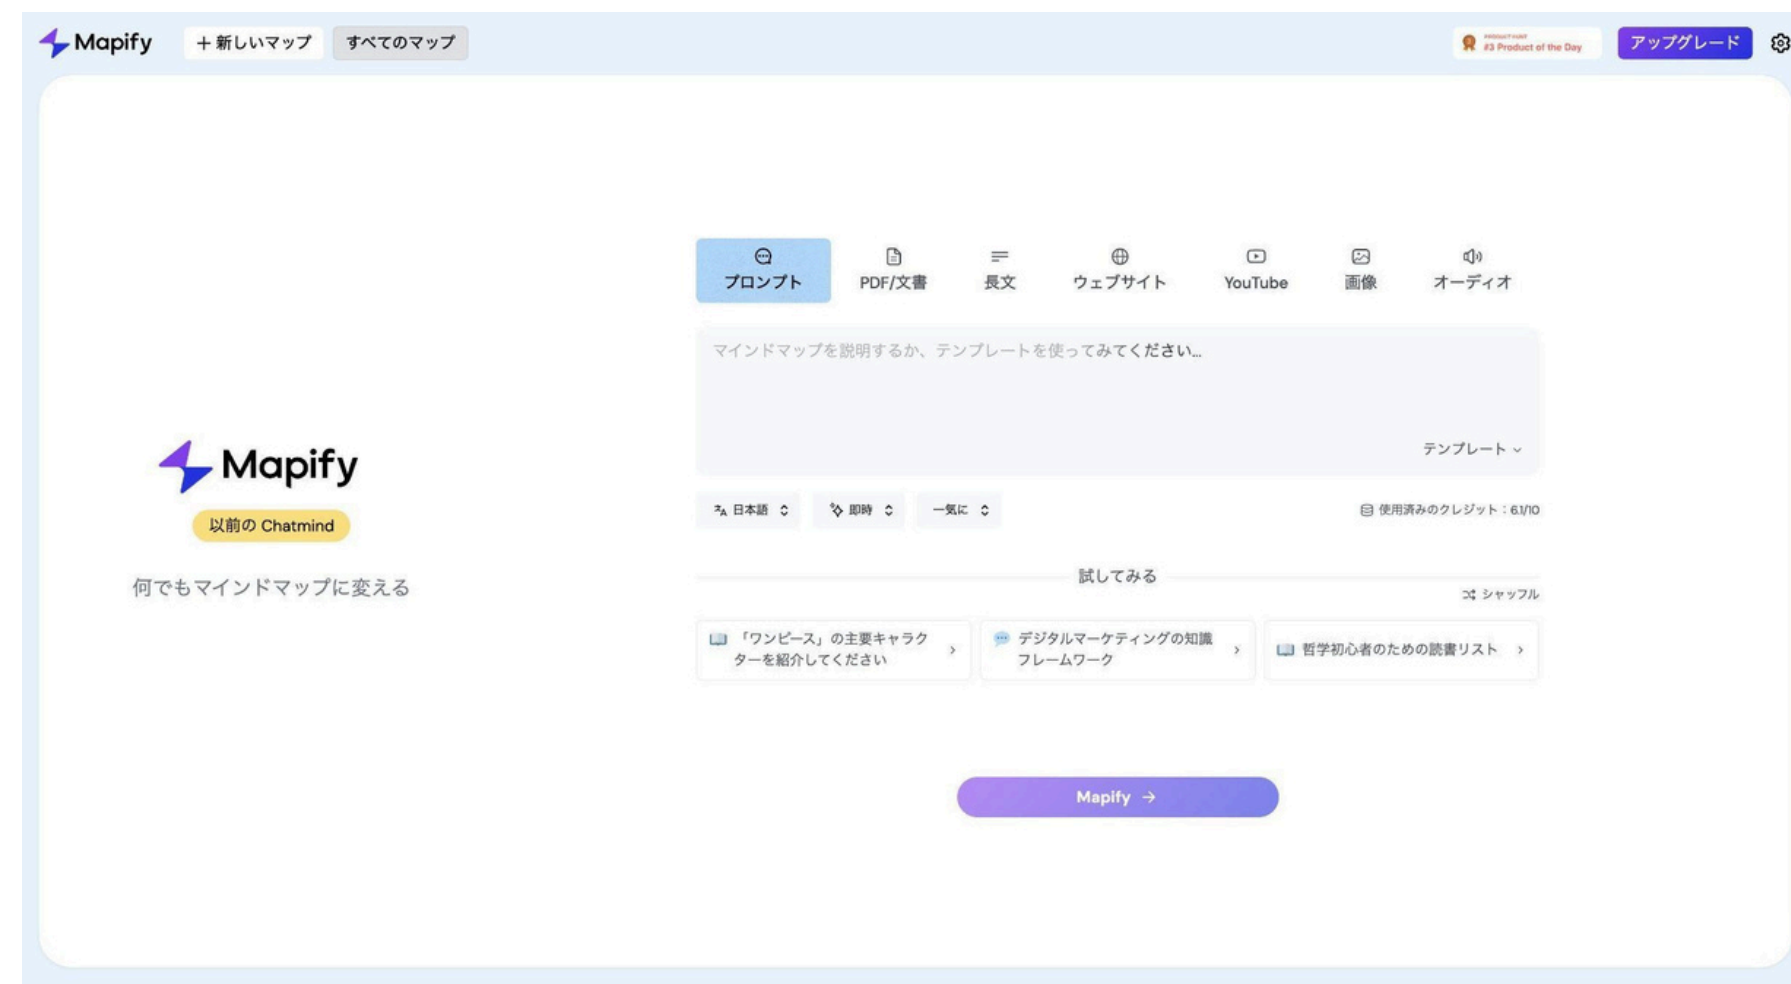 Mapify
+ 新しいマップ
すべてのマップ
PRODUCT HUNT
#3 Product of the Day
アップグレード
プロンプト
PDF/文書
長文
ウェブサイト
YouTube
画像
オーディオ
マインドマップを説明するか、テンプレートを使ってみてください...
テンプレート
Mapify
以前の Chatmind
何でもマインドマップに変える
日本語
即時
一気に
使用済みのクレジット：6.1/10
試してみる
シャッフル
「ワンピース」の主要キャラク
ターを紹介してください
デジタルマーケティングの知識
フレームワーク
哲学初心者のための読書リスト
Mapify →